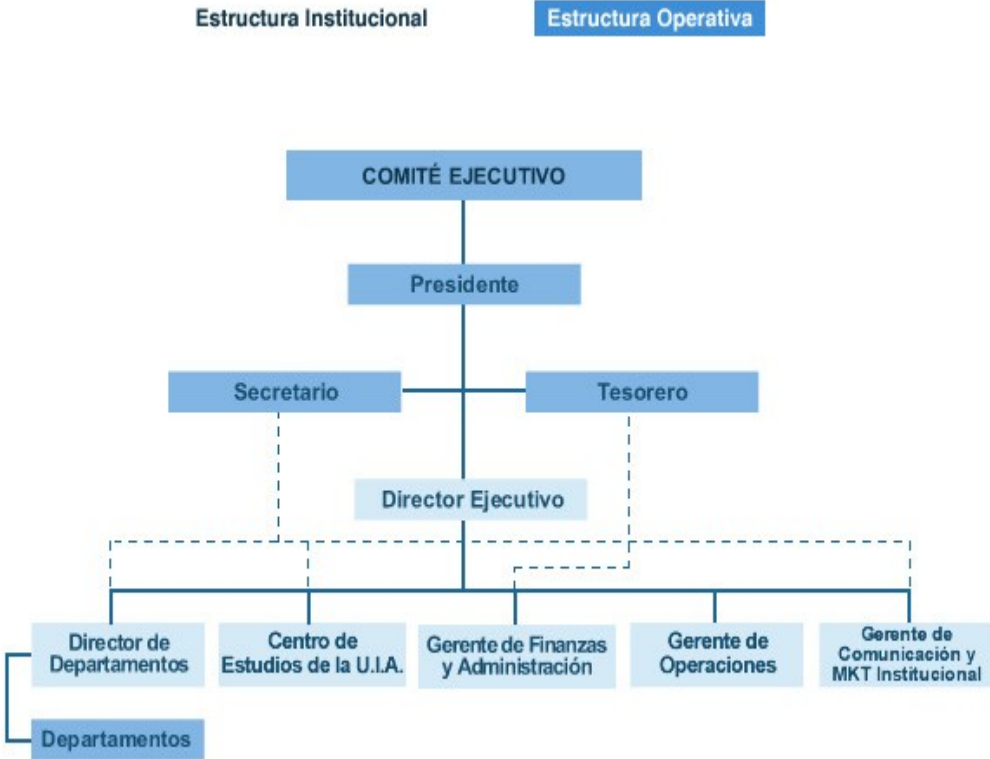 Estructura Institucional
Estructura Operativa
COMITÉ EJECUTIVO
Presidente
Secretario
Tesorero
Director Ejecutivo
Director de
Departamentos
Centro de
Estudios de la U.I.A.
Gerente de Finanzas
y Administración
Gerente de
Operaciones
Gerente de
Comunicación y
MKT Institucional
Departamentos